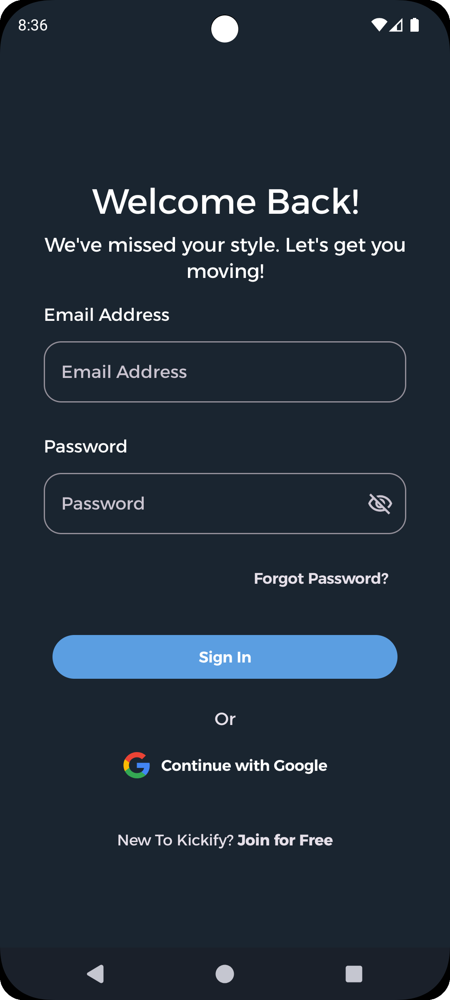 8:36
Welcome Back!
We've missed your style. Let's get you
moving!
Email Address
Email Address
Password
Password
Forgot Password?
Sign In
Or
Continue with Google
New To Kickify? Join for Free